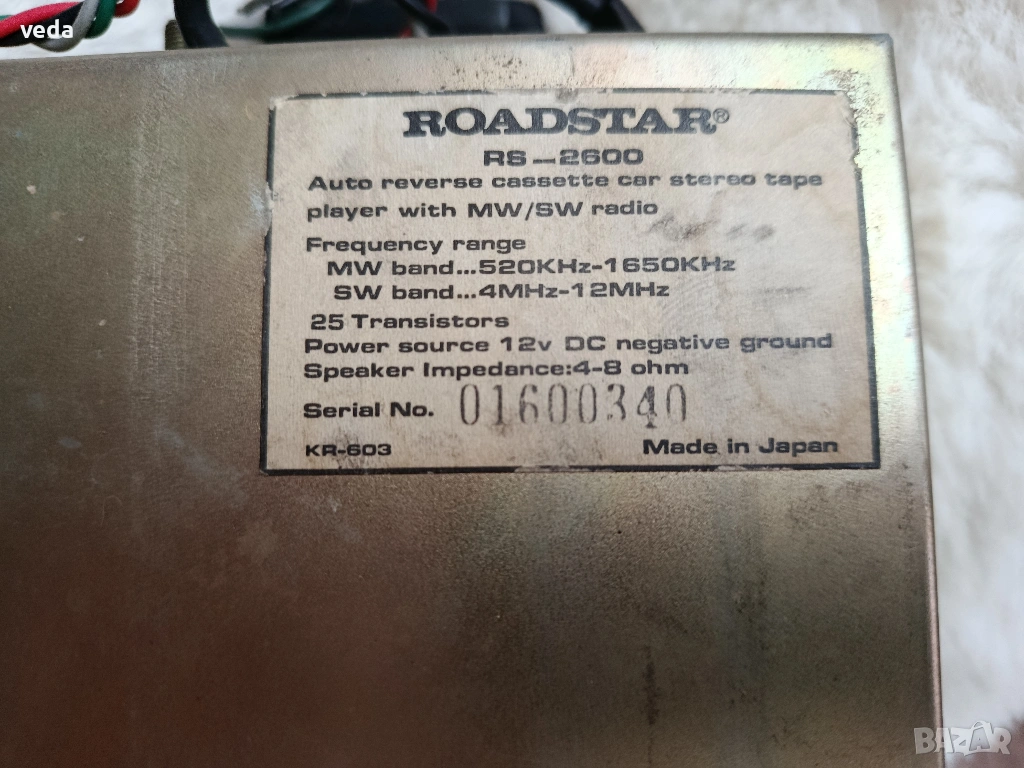 veda
ROADSTAR®
RS-2600
Auto reverse cassette car stereo tape
player with MW/SW radio
Frequency range
MW band...520KHz-1650KHz
SW band...4MHz-12MHz
25 Transistors
Power source 12v DC negative ground
Speaker Impedance:4-8 ohm
Serial No. 01600340
KR-603 Made in Japan
BAZAR